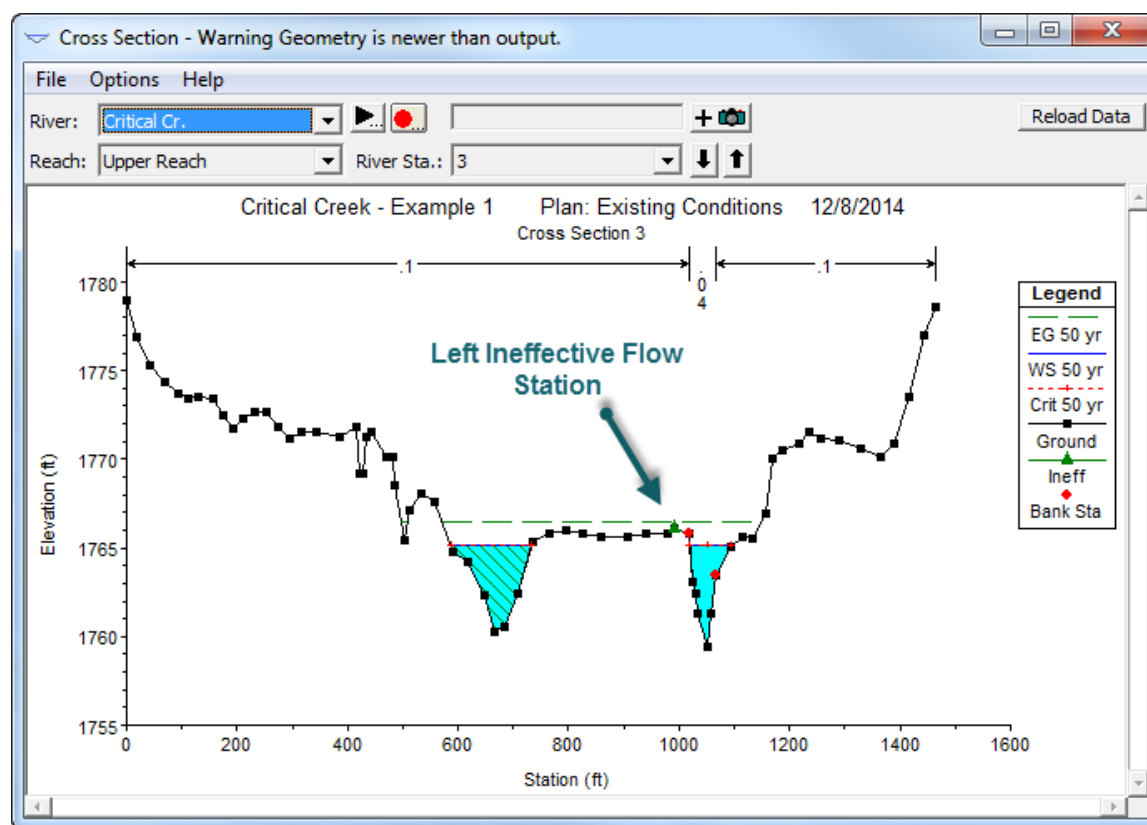 Cross Section - Warning Geometry is newer than output.
File Options Help
River: Critical Cr. Reload Data
Reach: Upper Reach River Sta.: 3
Critical Creek - Example 1 Plan: Existing Conditions 12/8/2014
Cross Section 3
.1 .04 .1
Left Ineffective Flow
Station
Elevation (ft)
1780
1775
1770
1765
1760
1755
0 200 400 600 800 1000 1200 1400 1600
Station (ft)
Legend
EG 50 yr
WS 50 yr
Crit 50 yr
Ground
Ineff
Bank Sta